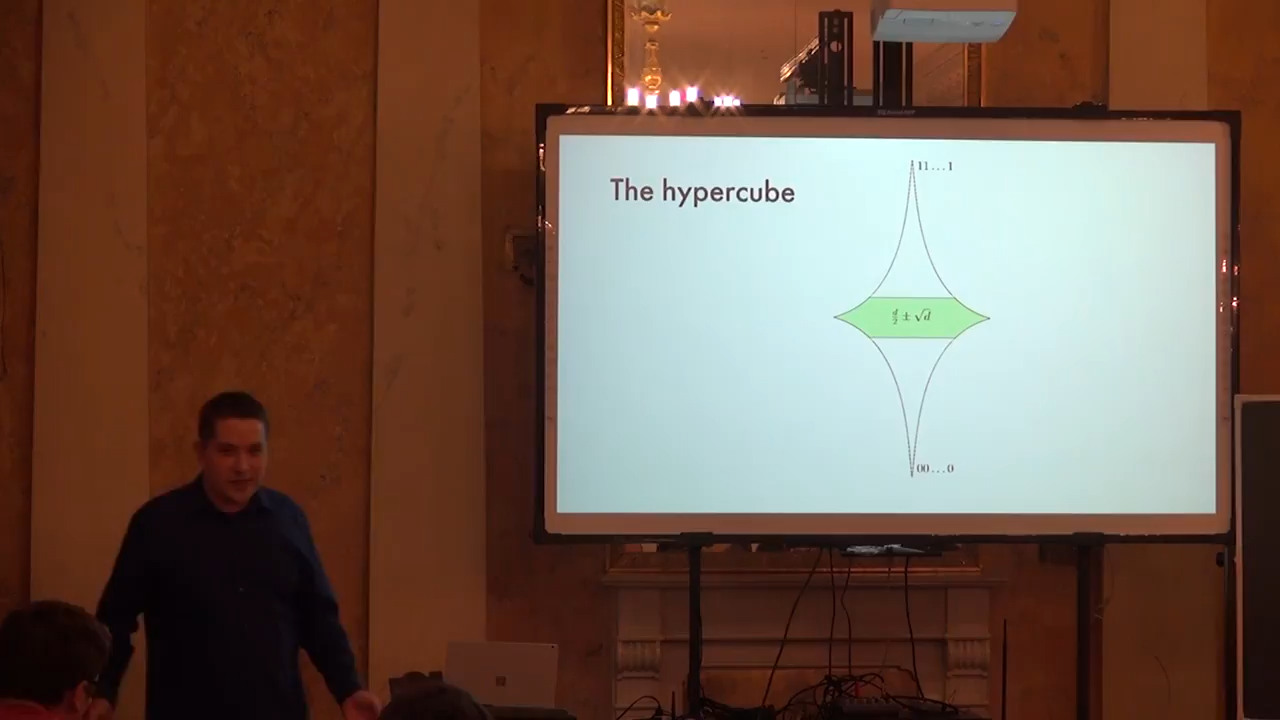 11...1
The hypercube
d/2 ± √d
00...0